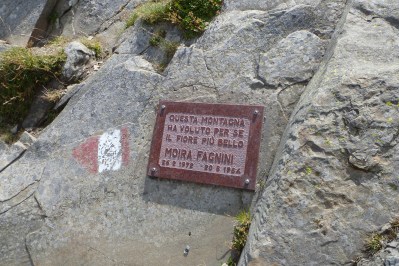 QUESTA MONTAGNA
HA VOLUTO PER SE
IL FIORE PIÙ BELLO
MOIRA FAGNINI